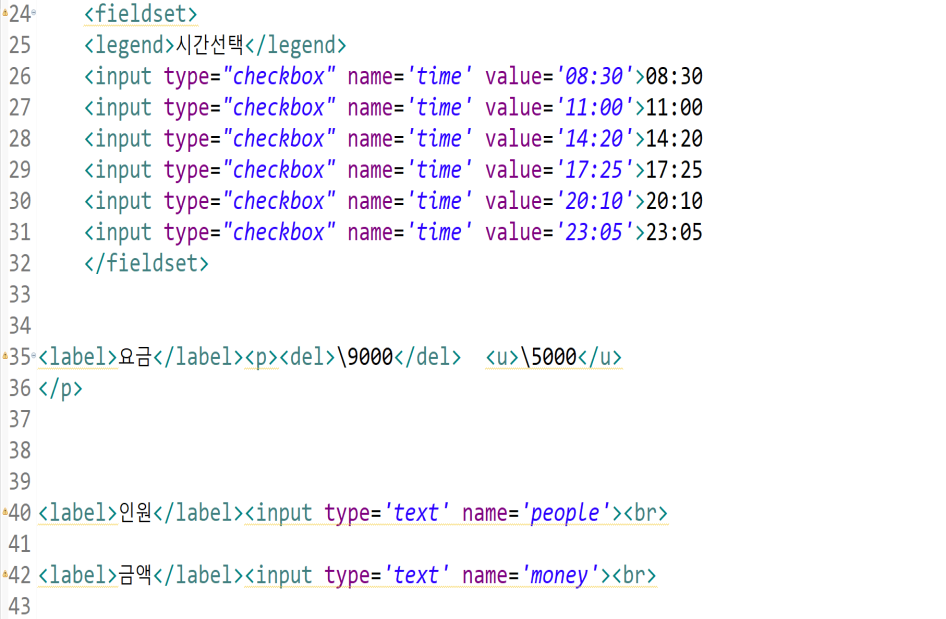 24 <fieldset>
25 <legend>시간선택</legend>
26 <input type="checkbox" name='time' value='08:30'>08:30
27 <input type="checkbox" name='time' value='11:00'>11:00
28 <input type="checkbox" name='time' value='14:20'>14:20
29 <input type="checkbox" name='time' value='17:25'>17:25
30 <input type="checkbox" name='time' value='20:10'>20:10
31 <input type="checkbox" name='time' value='23:05'>23:05
32 </fieldset>
33
34
35 <label>요금</label><p><del>\9000</del>  <u>\5000</u>
36 </p>
37
38
39
40 <label>인원</label><input type='text' name='people'><br>
41
42 <label>금액</label><input type='text' name='money'><br>
43